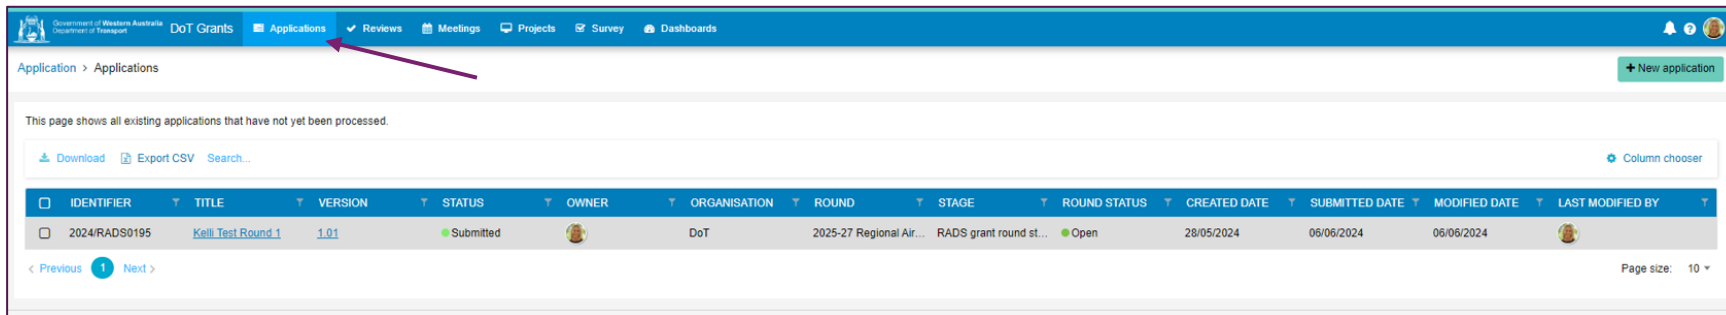 Government of Western Australia
Department of Transport
DoT Grants Applications Reviews Meetings Projects Survey Dashboards
Application > Applications
+ New application
This page shows all existing applications that have not yet been processed.
Download Export CSV Search... Column chooser
IDENTIFIER TITLE VERSION STATUS OWNER ORGANISATION ROUND STAGE ROUND STATUS CREATED DATE SUBMITTED DATE MODIFIED DATE LAST MODIFIED BY
2024/RADS0195 Kelli Test Round 1 1.01 Submitted DoT 2025-27 Regional Air... RADS grant round st... Open 28/05/2024 06/06/2024 06/06/2024
< Previous 1 Next > Page size: 10